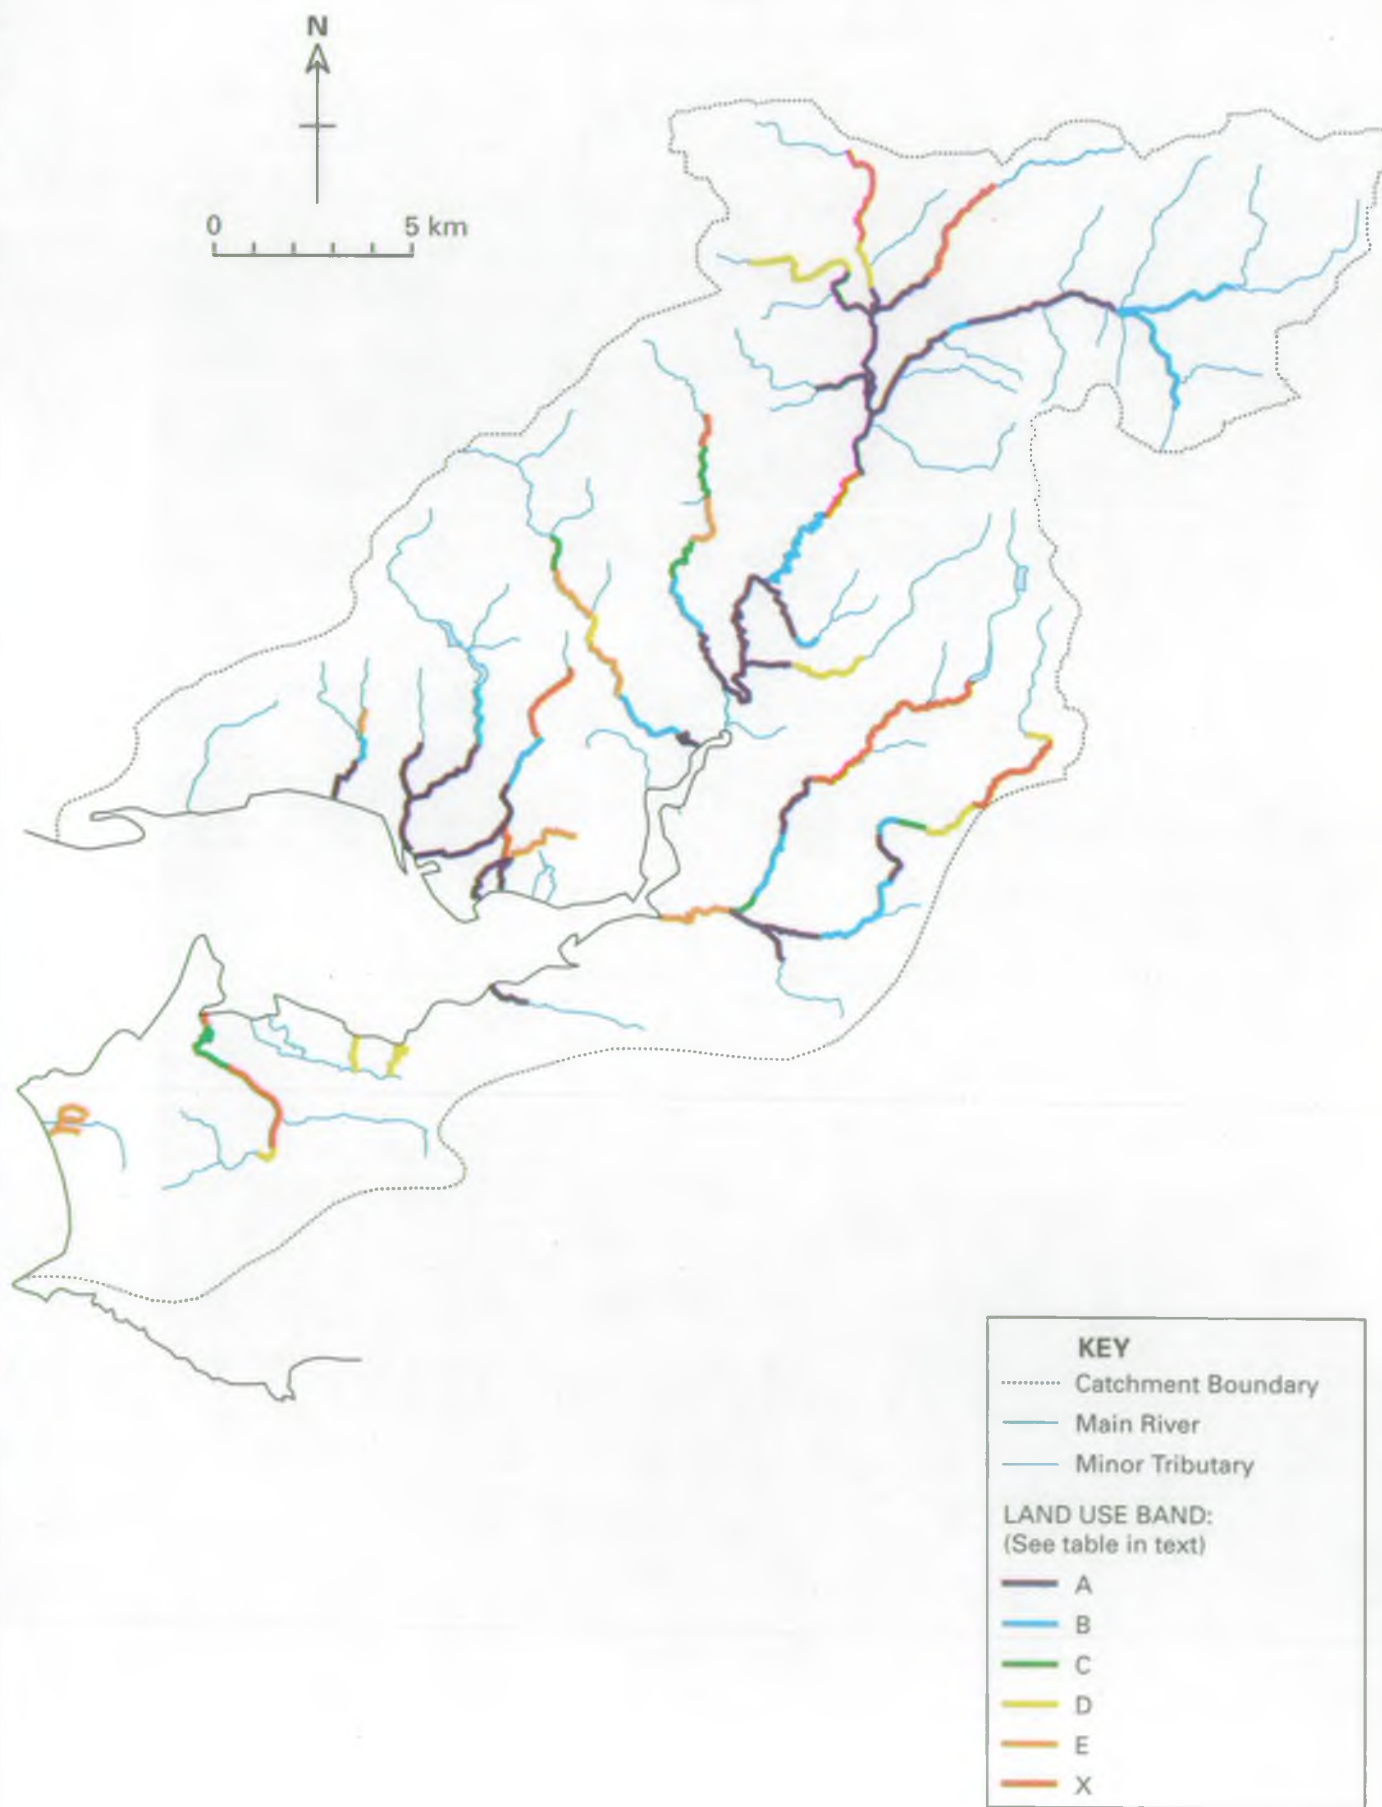 N
0 5 km
KEY
Catchment Boundary
Main River
Minor Tributary
LAND USE BAND:
(See table in text)
A
B
C
D
E
X